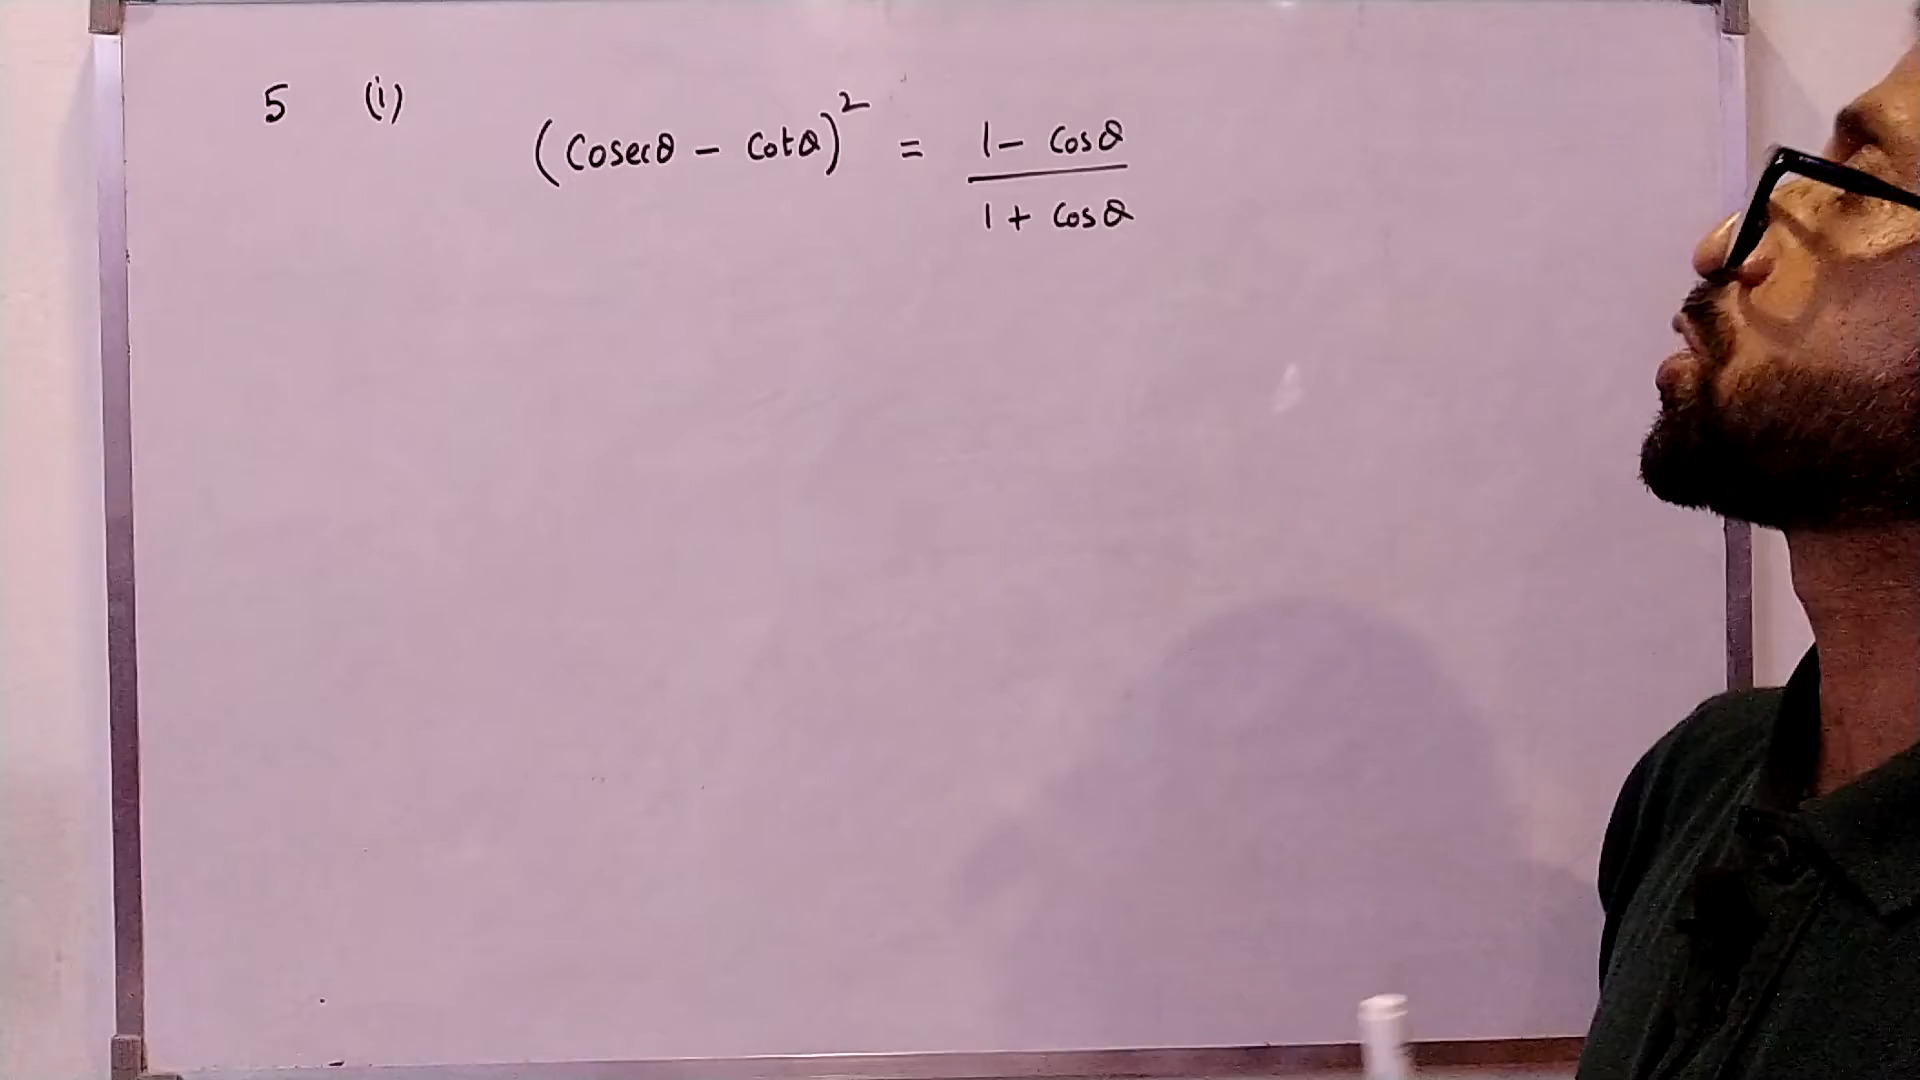 5 (i) (Cosecθ - Cotθ)² = 1 - Cosθ
1 + Cosθ